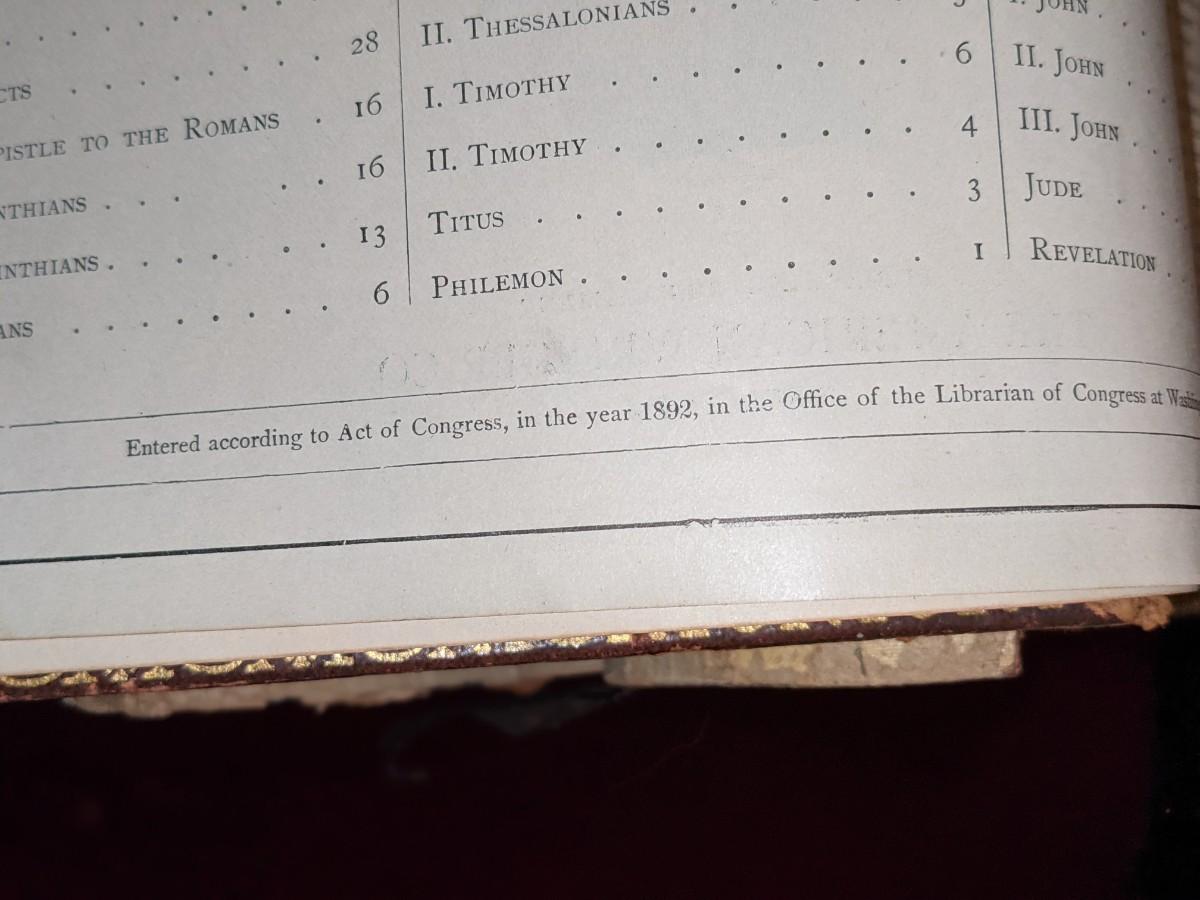 28
CTS . . . . . . . 16
PISTLE TO THE ROMANS . 16
NTHIANS . . . . . 13
INTHIANS . . . . . . 6
ANS . . . . . . .
II. THESSALONIANS . .
I. TIMOTHY . . . . . . . . 6
II. TIMOTHY . . . . . . . . 4
TITUS . . . . . . . . . . 3
PHILEMON . . . . . . . . . 1
I. JOHN . .
II. JOHN . .
III. JOHN . .
JUDE . . .
REVELATION .
Entered according to Act of Congress, in the year 1892, in the Office of the Librarian of Congress at